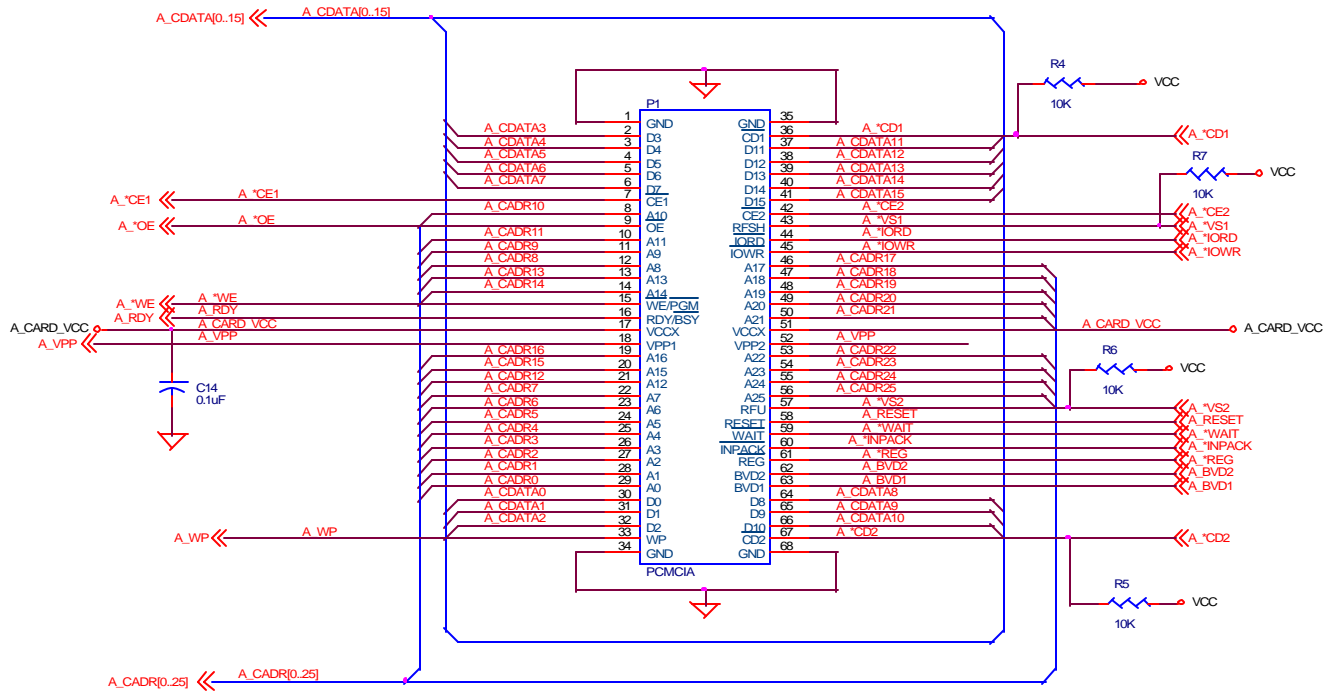 A_CDATA[0..15] A_CDATA[0..15]
R4
VCC
10K
P1
1 GND GND 35
A_CDATA3 2 D3 CD1 36 A_*CD1 A_*CD1
A_CDATA4 3 D4 D11 37 A_CDATA11
A_CDATA5 4 D5 D12 38 A_CDATA12
R7
A_CDATA6 5 D6 D13 39 A_CDATA13
VCC
A_CDATA7 6 D7 D14 40 A_CDATA14
10K
A_*CE1 A_*CE1 7 CE1 D15 41 A_CDATA15
A_CADR10 8 A10 CE2 42 A_*CE2 A_*CE2
A_*OE A_*OE 9 OE RFSH 43 A_*VS1 A_*VS1
A_CADR11 10 A11 IORD 44 A_*IORD A_*IORD
A_CADR9 11 A9 IOWR 45 A_*IOWR A_*IOWR
A_CADR8 12 A8 A17 46 A_CADR17
A_CADR13 13 A13 A18 47 A_CADR18
A_CADR14 14 A14 A19 48 A_CADR19
A_*WE A_*WE 15 WE/PGM A20 49 A_CADR20
A_RDY A_RDY 16 RDY/BSY A21 50 A_CADR21
A_CARD_VCC A_CARD_VCC 17 VCCX VCCX 51 A_CARD_VCC A_CARD_VCC
A_VPP A_VPP 18 VPP1 VPP2 52 A_VPP
A_CADR16 19 A16 A22 53 A_CADR22
R6
A_CADR15 20 A15 A23 54 A_CADR23
VCC
A_CADR12 21 A12 A24 55 A_CADR24
C14
0.1uF
10K
A_CADR7 22 A7 A25 56 A_CADR25
A_CADR6 23 A6 RFU 57 A_*VS2 A_*VS2
A_CADR5 24 A5 RESET 58 A_RESET A_RESET
A_CADR4 25 A4 WAIT 59 A_*WAIT A_*WAIT
A_CADR3 26 A3 INPACK 60 A_*INPACK A_*INPACK
A_CADR2 27 A2 REG 61 A_*REG A_*REG
A_CADR1 28 A1 BVD2 62 A_BVD2 A_BVD2
A_CADR0 29 A0 BVD1 63 A_BVD1 A_BVD1
A_CDATA0 30 D0 D8 64 A_CDATA8
A_CDATA1 31 D1 D9 65 A_CDATA9
A_CDATA2 32 D2 D10 66 A_CDATA10
A_WP A_WP 33 WP CD2 67 A_*CD2 A_*CD2
34 GND GND 68
PCMCIA
R5
VCC
10K
A_CADR[0..25] A_CADR[0..25]